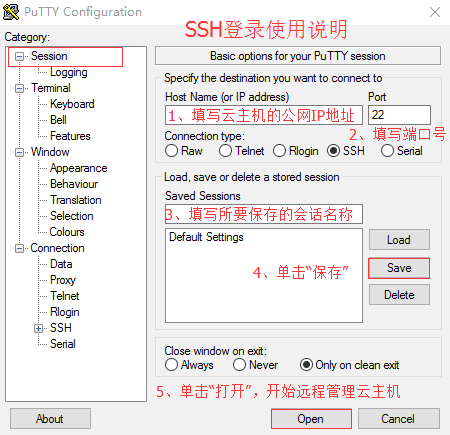 PuTTY Configuration
SSH登录使用说明
Category:
Session
Logging
Terminal
Keyboard
Bell
Features
Window
Appearance
Behaviour
Translation
Selection
Colours
Connection
Data
Proxy
Telnet
Rlogin
SSH
Serial
Basic options for your PuTTY session
Specify the destination you want to connect to
Host Name (or IP address) Port
1、填写云主机的公网IP地址 22
Connection type: 2、填写端口号
Raw Telnet Rlogin SSH Serial
Load, save or delete a stored session
Saved Sessions
3、填写所要保存的会话名称
Default Settings
Load
4、单击“保存”
Save
Delete
Close window on exit:
Always Never Only on clean exit
5、单击“打开”，开始远程管理云主机
About Open Cancel